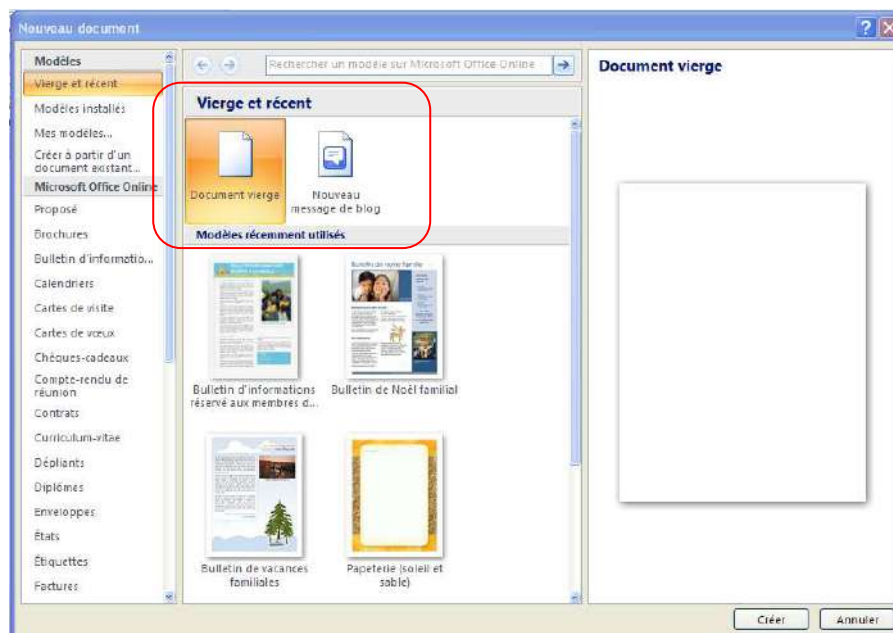 Nouveau document
Modèles
Vierge et récent
Modèles installés
Mes modèles...
Créer à partir d'un
document existant...
Microsoft Office Online
Proposé
Brochures
Bulletin d'informatio...
Calendriers
Cartes de visite
Cartes de vœux
Chèques-cadeaux
Compte-rendu de
réunion
Contrats
Curriculum-vitae
Dépliants
Diplômes
Enveloppes
États
Étiquettes
Factures
Rechercher un modèle sur Microsoft Office Online
Vierge et récent
Document vierge
Nouveau
message de blog
Modèles récemment utilisés
Bulletin de notre famille
Bulletin d'informations
réservé aux membres d...
Bulletin de Noël familial
Bulletin de vacances
familiales
Papeterie (soleil et
sable)
Document vierge
Créer
Annuler